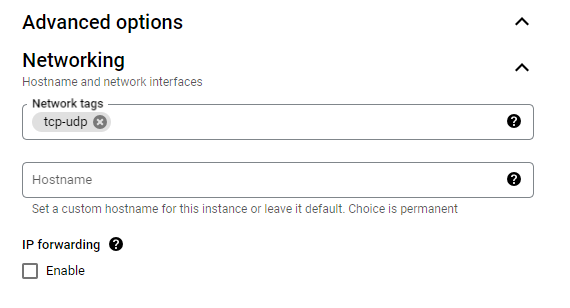 Advanced options
Networking
Hostname and network interfaces
Network tags
tcp-udp
Hostname
Set a custom hostname for this instance or leave it default. Choice is permanent
IP forwarding
Enable